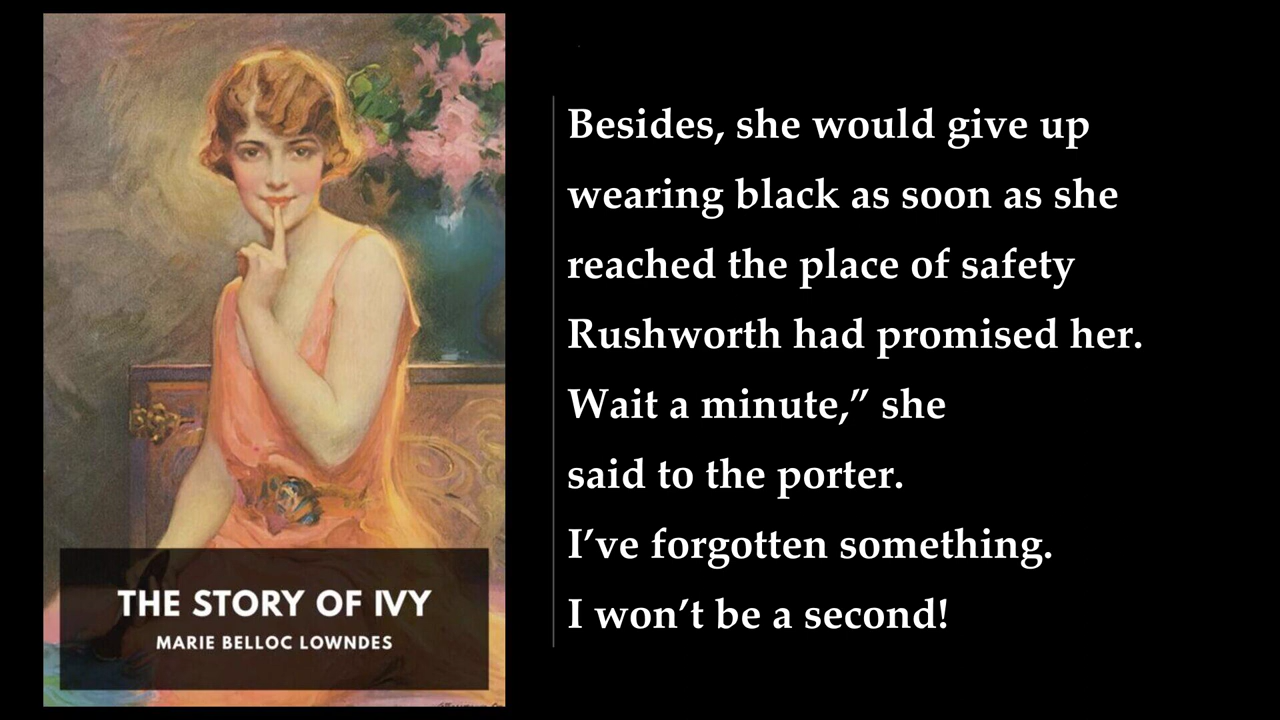 THE STORY OF IVY
MARIE BELLOC LOWNDES
Besides, she would give up
wearing black as soon as she
reached the place of safety
Rushworth had promised her.
Wait a minute,” she
said to the porter.
I’ve forgotten something.
I won’t be a second!